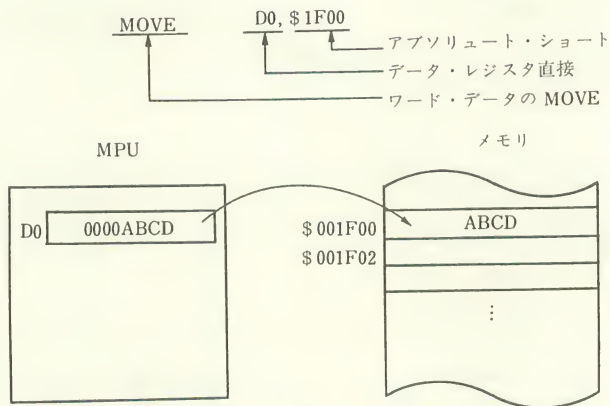 MOVE D0, $1F00
アブソリュート・ショート
データ・レジスタ直接
ワード・データの MOVE
MPU
メモリ
D0 0000ABCD
$001F00 ABCD
$001F02
⋮